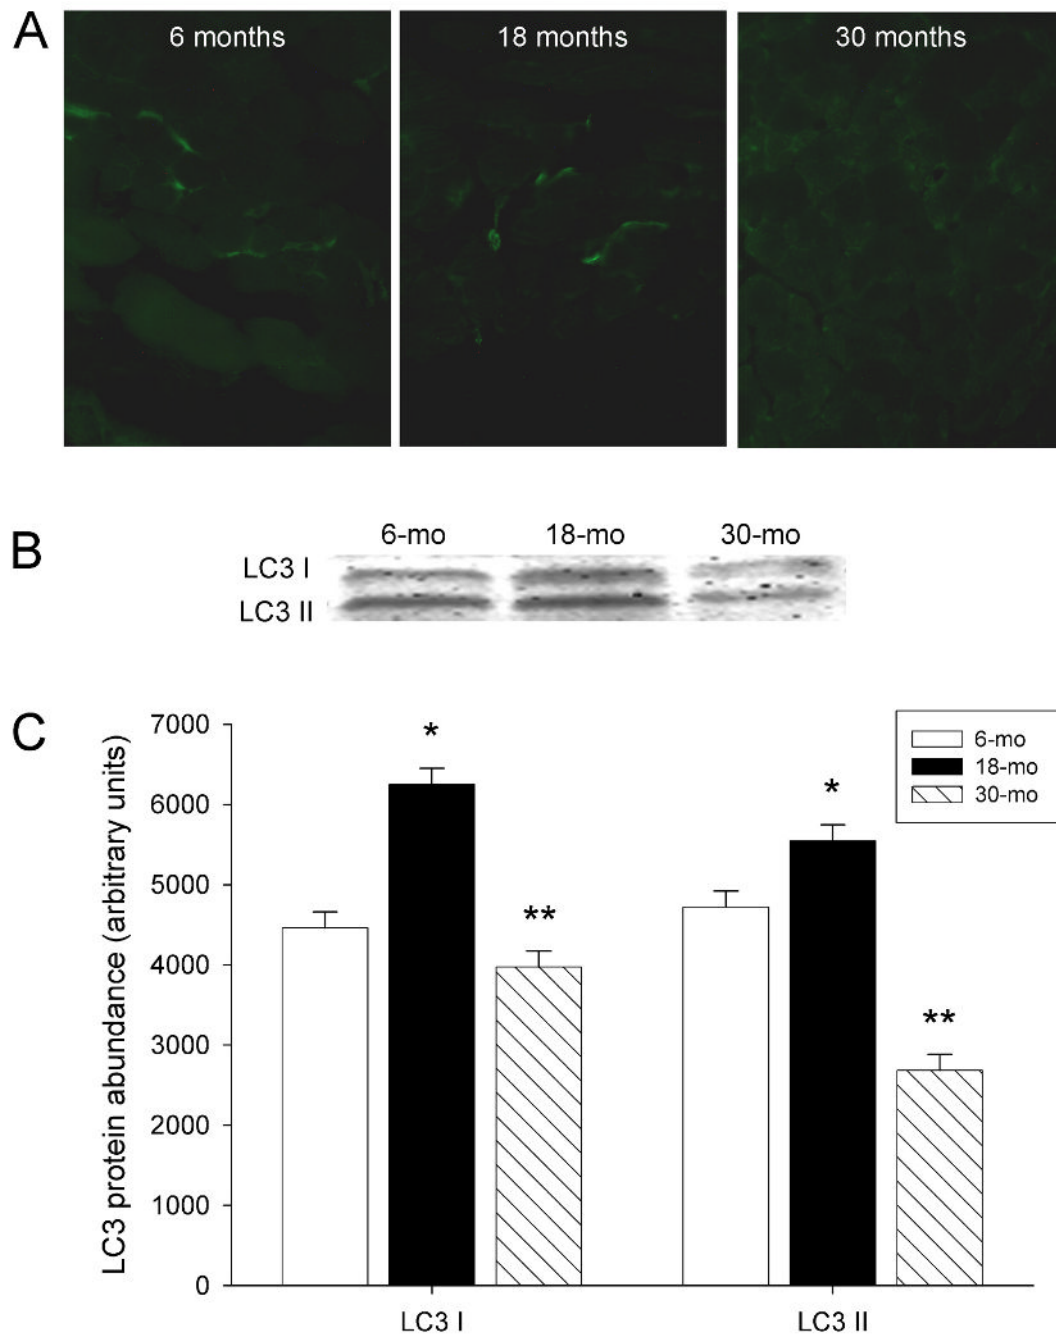 A
6 months 18 months 30 months
B
6-mo 18-mo 30-mo
LC3 I
LC3 II
C
LC3 protein abundance (arbitrary units)
7000
6000
5000
4000
3000
2000
1000
0
* ** * **
6-mo
18-mo
30-mo
LC3 I LC3 II